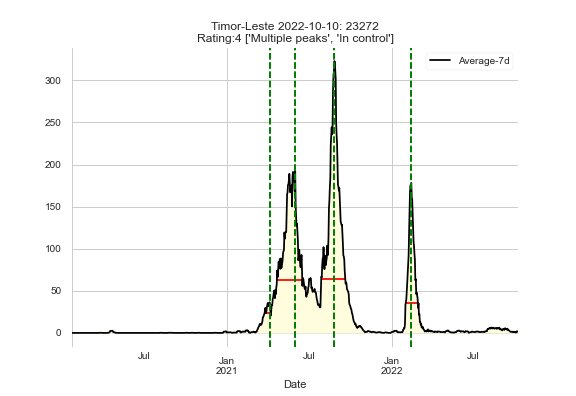 Timor-Leste 2022-10-10: 23272
Rating:4 ['Multiple peaks', 'In control']
Average-7d
300
250
200
150
100
50
0
Jul
Jan
2021
Jul
Jan
2022
Jul
Date